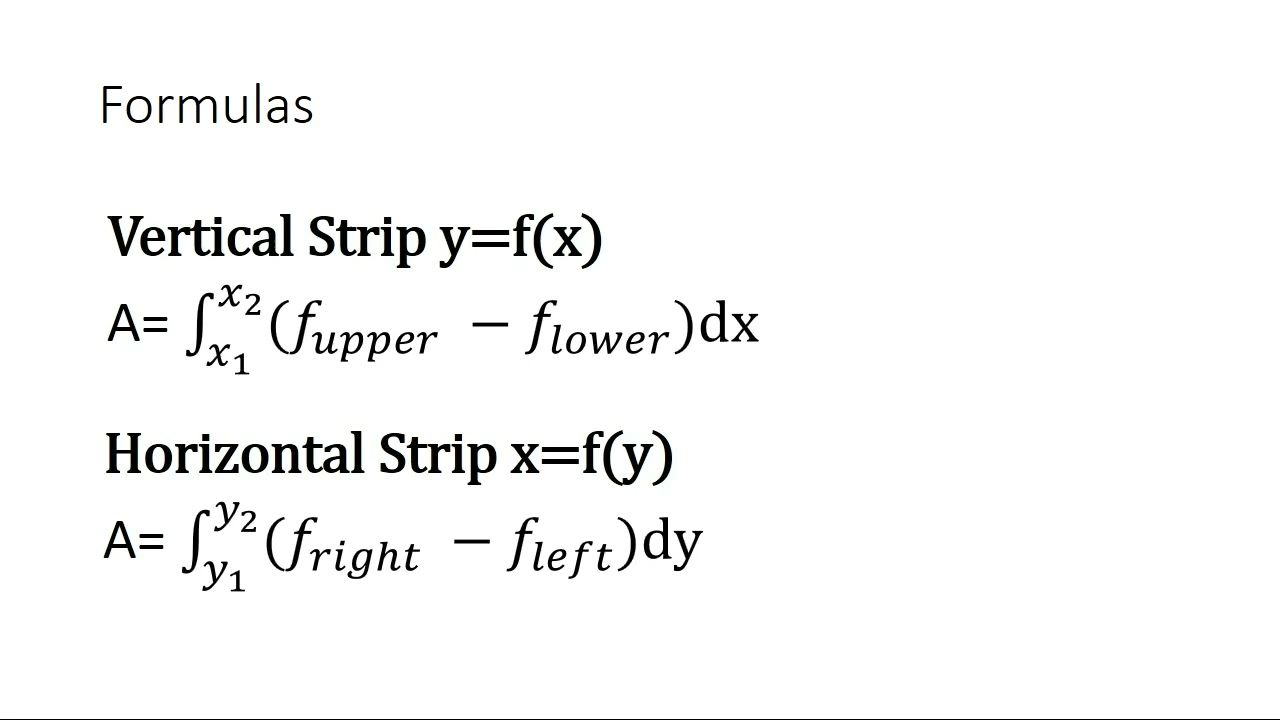 Formulas
Vertical Strip y=f(x)
A= ∫_{x_1}^{x_2}(f_{upper} − f_{lower})dx
Horizontal Strip x=f(y)
A= ∫_{y_1}^{y_2}(f_{right} − f_{left})dy